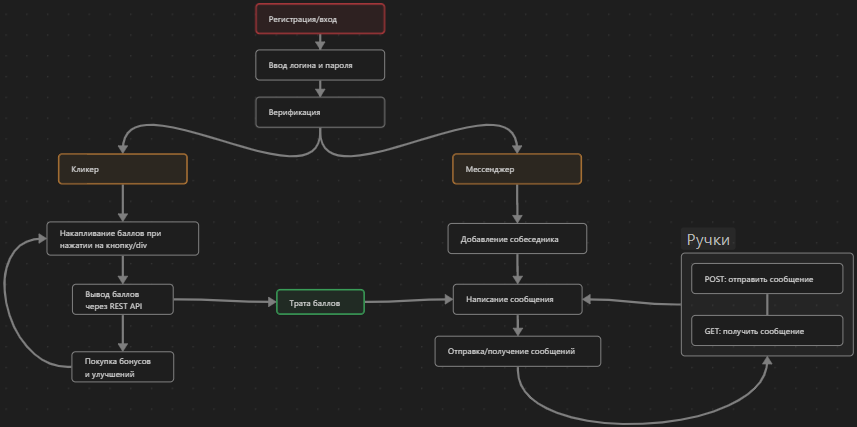 Регистрация/вход
Ввод логина и пароля
Верификация
Кликер
Мессенджер
Накапливание баллов при
нажатии на кнопку/div
Добавление собеседника
Ручки
POST: отправить сообщение
Вывод баллов
через REST API
Трата баллов
Написание сообщения
GET: получить сообщение
Покупка бонусов
и улучшений
Отправка/получение сообщений